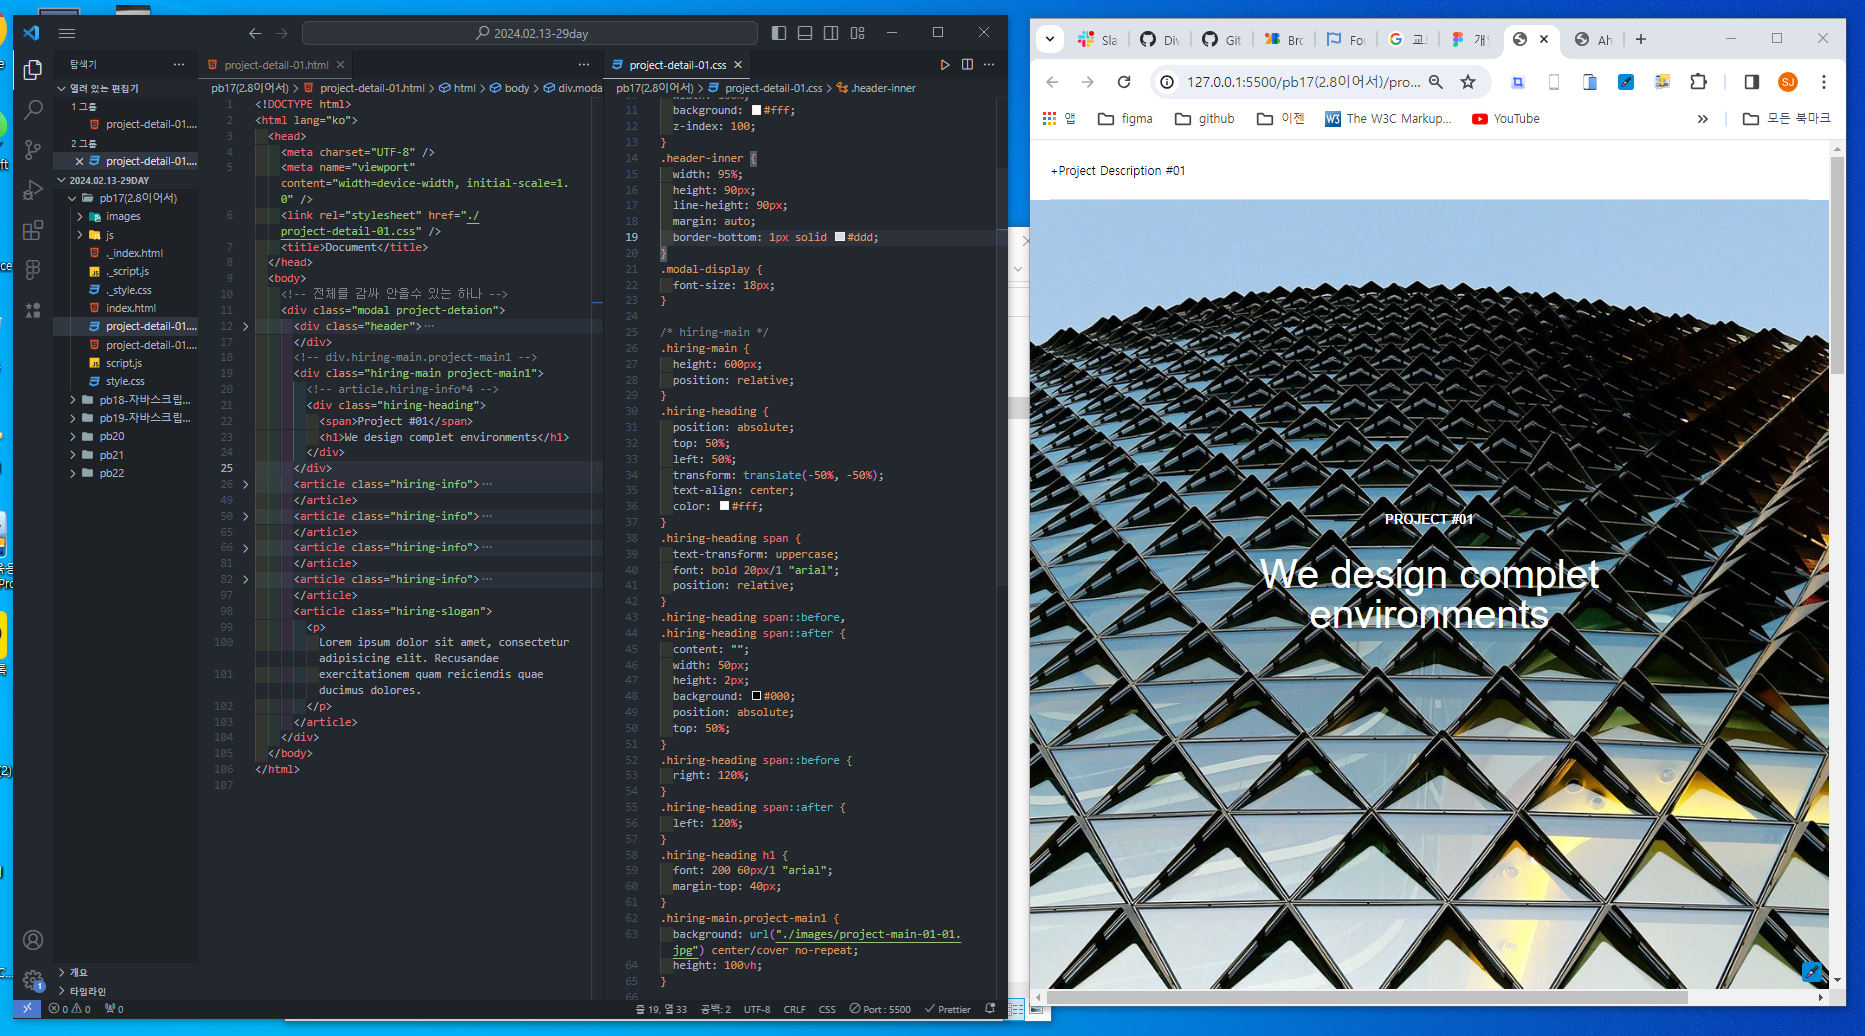 2024.02.13-29day
탐색기
열려 있는 편집기
1 그룹
project-detail-01....
2 그룹
project-detail-01....
2024.02.13-29DAY
pb17(2.8이어서)
images
js
._index.html
._script.js
._style.css
index.html
project-detail-01....
project-detail-01....
script.js
style.css
pb18-자바스크립...
pb19-자바스크립...
pb20
pb21
pb22
개요
타임라인
project-detail-01.html
pb17(2.8이어서) > project-detail-01.html > html > body > div.moda
1 <!DOCTYPE html>
2 <html lang="ko">
3 <head>
4 <meta charset="UTF-8" />
5 <meta name="viewport"
content="width=device-width, initial-scale=1.
0" />
6 <link rel="stylesheet" href="./
project-detail-01.css" />
7 <title>Document</title>
8 </head>
9 <body>
10 <!-- 전체를 감싸 안을수 있는 하나 -->
11 <div class="modal project-detaion">
12 <div class="header">…
17 </div>
18 <!-- div.hiring-main.project-main1 -->
19 <div class="hiring-main project-main1">
20 <!-- article.hiring-info*4 -->
21 <div class="hiring-heading">
22 <span>Project #01</span>
23 <h1>We design complet environments</h1>
24 </div>
25 </div>
26 <article class="hiring-info">…
49 </article>
50 <article class="hiring-info">…
65 </article>
66 <article class="hiring-info">…
81 </article>
82 <article class="hiring-info">…
97 </article>
98 <article class="hiring-slogan">
99 <p>
100 Lorem ipsum dolor sit amet, consectetur
adipisicing elit. Recusandae
101 exercitationem quam reiciendis quae
ducimus dolores.
102 </p>
103 </article>
104 </div>
105 </body>
106 </html>
107
project-detail-01.css
pb17(2.8이어서) > project-detail-01.css > .header-inner
11 background: #fff;
12 z-index: 100;
13 }
14 .header-inner {
15 width: 95%;
16 height: 90px;
17 line-height: 90px;
18 margin: auto;
19 border-bottom: 1px solid #ddd;
20 }
21 .modal-display {
22 font-size: 18px;
23 }
24
25 /* hiring-main */
26 .hiring-main {
27 height: 600px;
28 position: relative;
29 }
30 .hiring-heading {
31 position: absolute;
32 top: 50%;
33 left: 50%;
34 transform: translate(-50%, -50%);
35 text-align: center;
36 color: #fff;
37 }
38 .hiring-heading span {
39 text-transform: uppercase;
40 font: bold 20px/1 "arial";
41 position: relative;
42 }
43 .hiring-heading span::before,
44 .hiring-heading span::after {
45 content: "";
46 width: 50px;
47 height: 2px;
48 background: #000;
49 position: absolute;
50 top: 50%;
51 }
52 .hiring-heading span::before {
53 right: 120%;
54 }
55 .hiring-heading span::after {
56 left: 120%;
57 }
58 .hiring-heading h1 {
59 font: 200 60px/1 "arial";
60 margin-top: 40px;
61 }
62 .hiring-main.project-main1 {
63 background: url("./images/project-main-01-01.
jpg") center/cover no-repeat;
64 height: 100vh;
65 }
66
0 0 0 줄 19, 열 33 공백: 2 UTF-8 CRLF CSS Port : 5500 Prettier
Sla Div Git Bro For 교 개 Ah
127.0.0.1:5500/pb17(2.8이어서)/pro... SJ
앱 figma github 이젠 W3 The W3C Markup... YouTube 모든 북마크
+Project Description #01
PROJECT #01
We design complet
environments